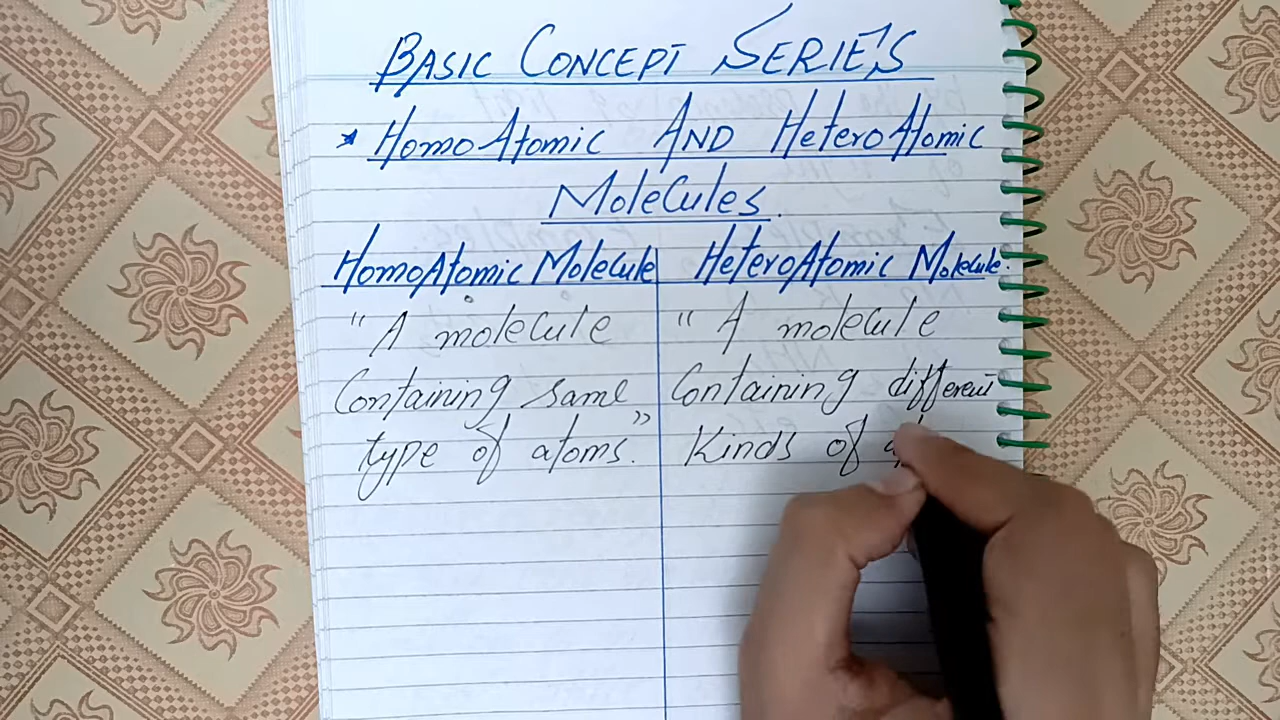 BASIC CONCEPT SERIES
* HomoAtomic AND HeteroAtomic
Molecules.
HomoAtomic Molecule HeteroAtomic Molecule.
" A molecule " A molecule
Containing same Containing different
type of atoms." Kinds of